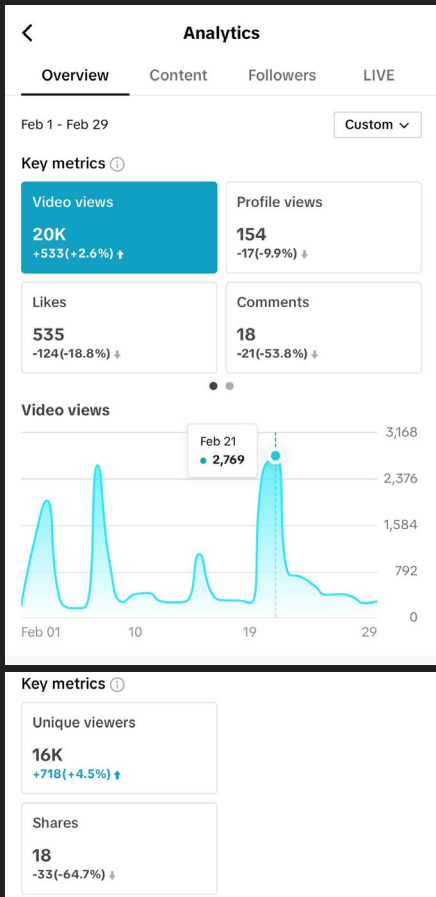 Analytics
Overview Content Followers LIVE
Feb 1 - Feb 29 Custom
Key metrics
Video views Profile views
20K 154
+533(+2.6%) -17(-9.9%)
Likes Comments
535 18
-124(-18.8%) -21(-53.8%)
Video views
3,168
Feb 21
2,769
2,376
1,584
792
0
Feb 01 10 19 29
Key metrics
Unique viewers
16K
+718(+4.5%)
Shares
18
-33(-64.7%)